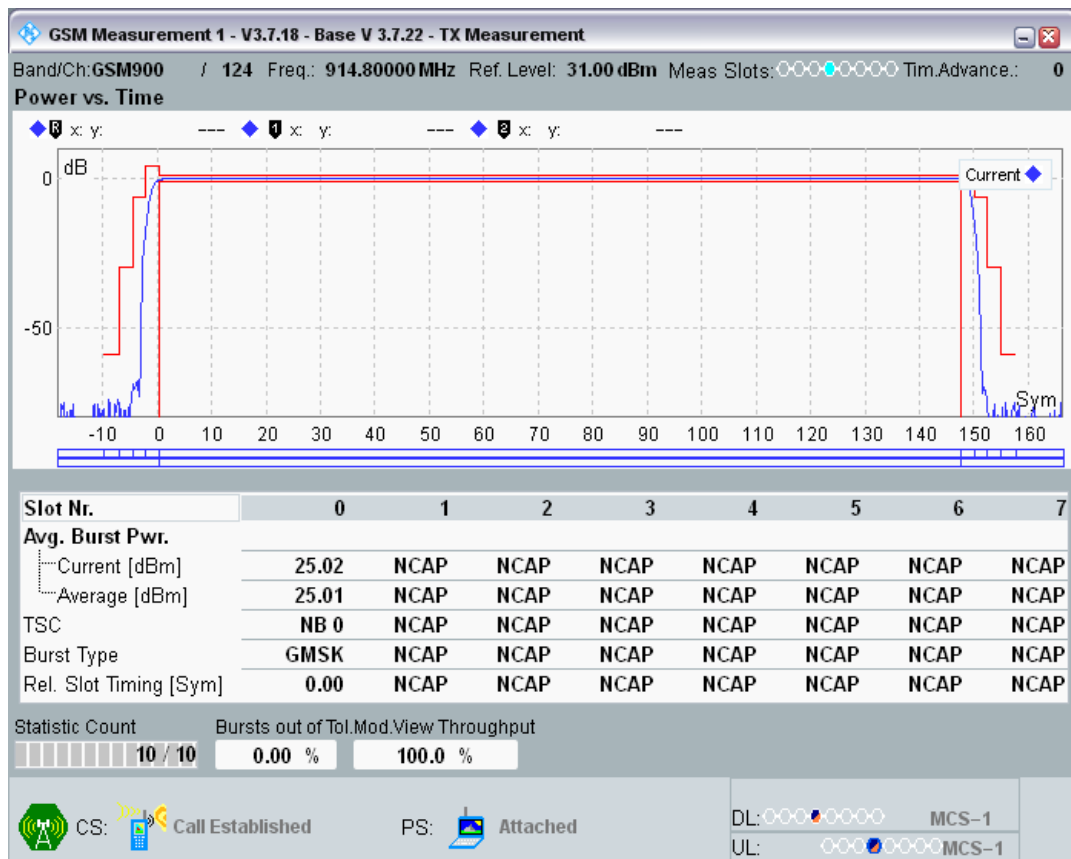 GSM Measurement 1 - V3.7.18 - Base V 3.7.22 - TX Measurement
Band/Ch:GSM900 / 124 Freq.: 914.80000 MHz Ref. Level: 31.00 dBm Meas Slots: Tim.Advance.: 0
Power vs. Time
R x: y: --- 1 x: y: --- 2 x: y: ---
dB
0
Current
-50
Sym
-10 0 10 20 30 40 50 60 70 80 90 100 110 120 130 140 150 160
Slot Nr. 0 1 2 3 4 5 6 7
Avg. Burst Pwr.
Current [dBm] 25.02 NCAP NCAP NCAP NCAP NCAP NCAP NCAP
Average [dBm] 25.01 NCAP NCAP NCAP NCAP NCAP NCAP NCAP
TSC NB 0 NCAP NCAP NCAP NCAP NCAP NCAP NCAP
Burst Type GMSK NCAP NCAP NCAP NCAP NCAP NCAP NCAP
Rel. Slot Timing [Sym] 0.00 NCAP NCAP NCAP NCAP NCAP NCAP NCAP
Statistic Count Bursts out of Tol.Mod.View Throughput
10 / 10 0.00 % 100.0 %
CS: Call Established PS: Attached
DL: MCS-1
UL: MCS-1